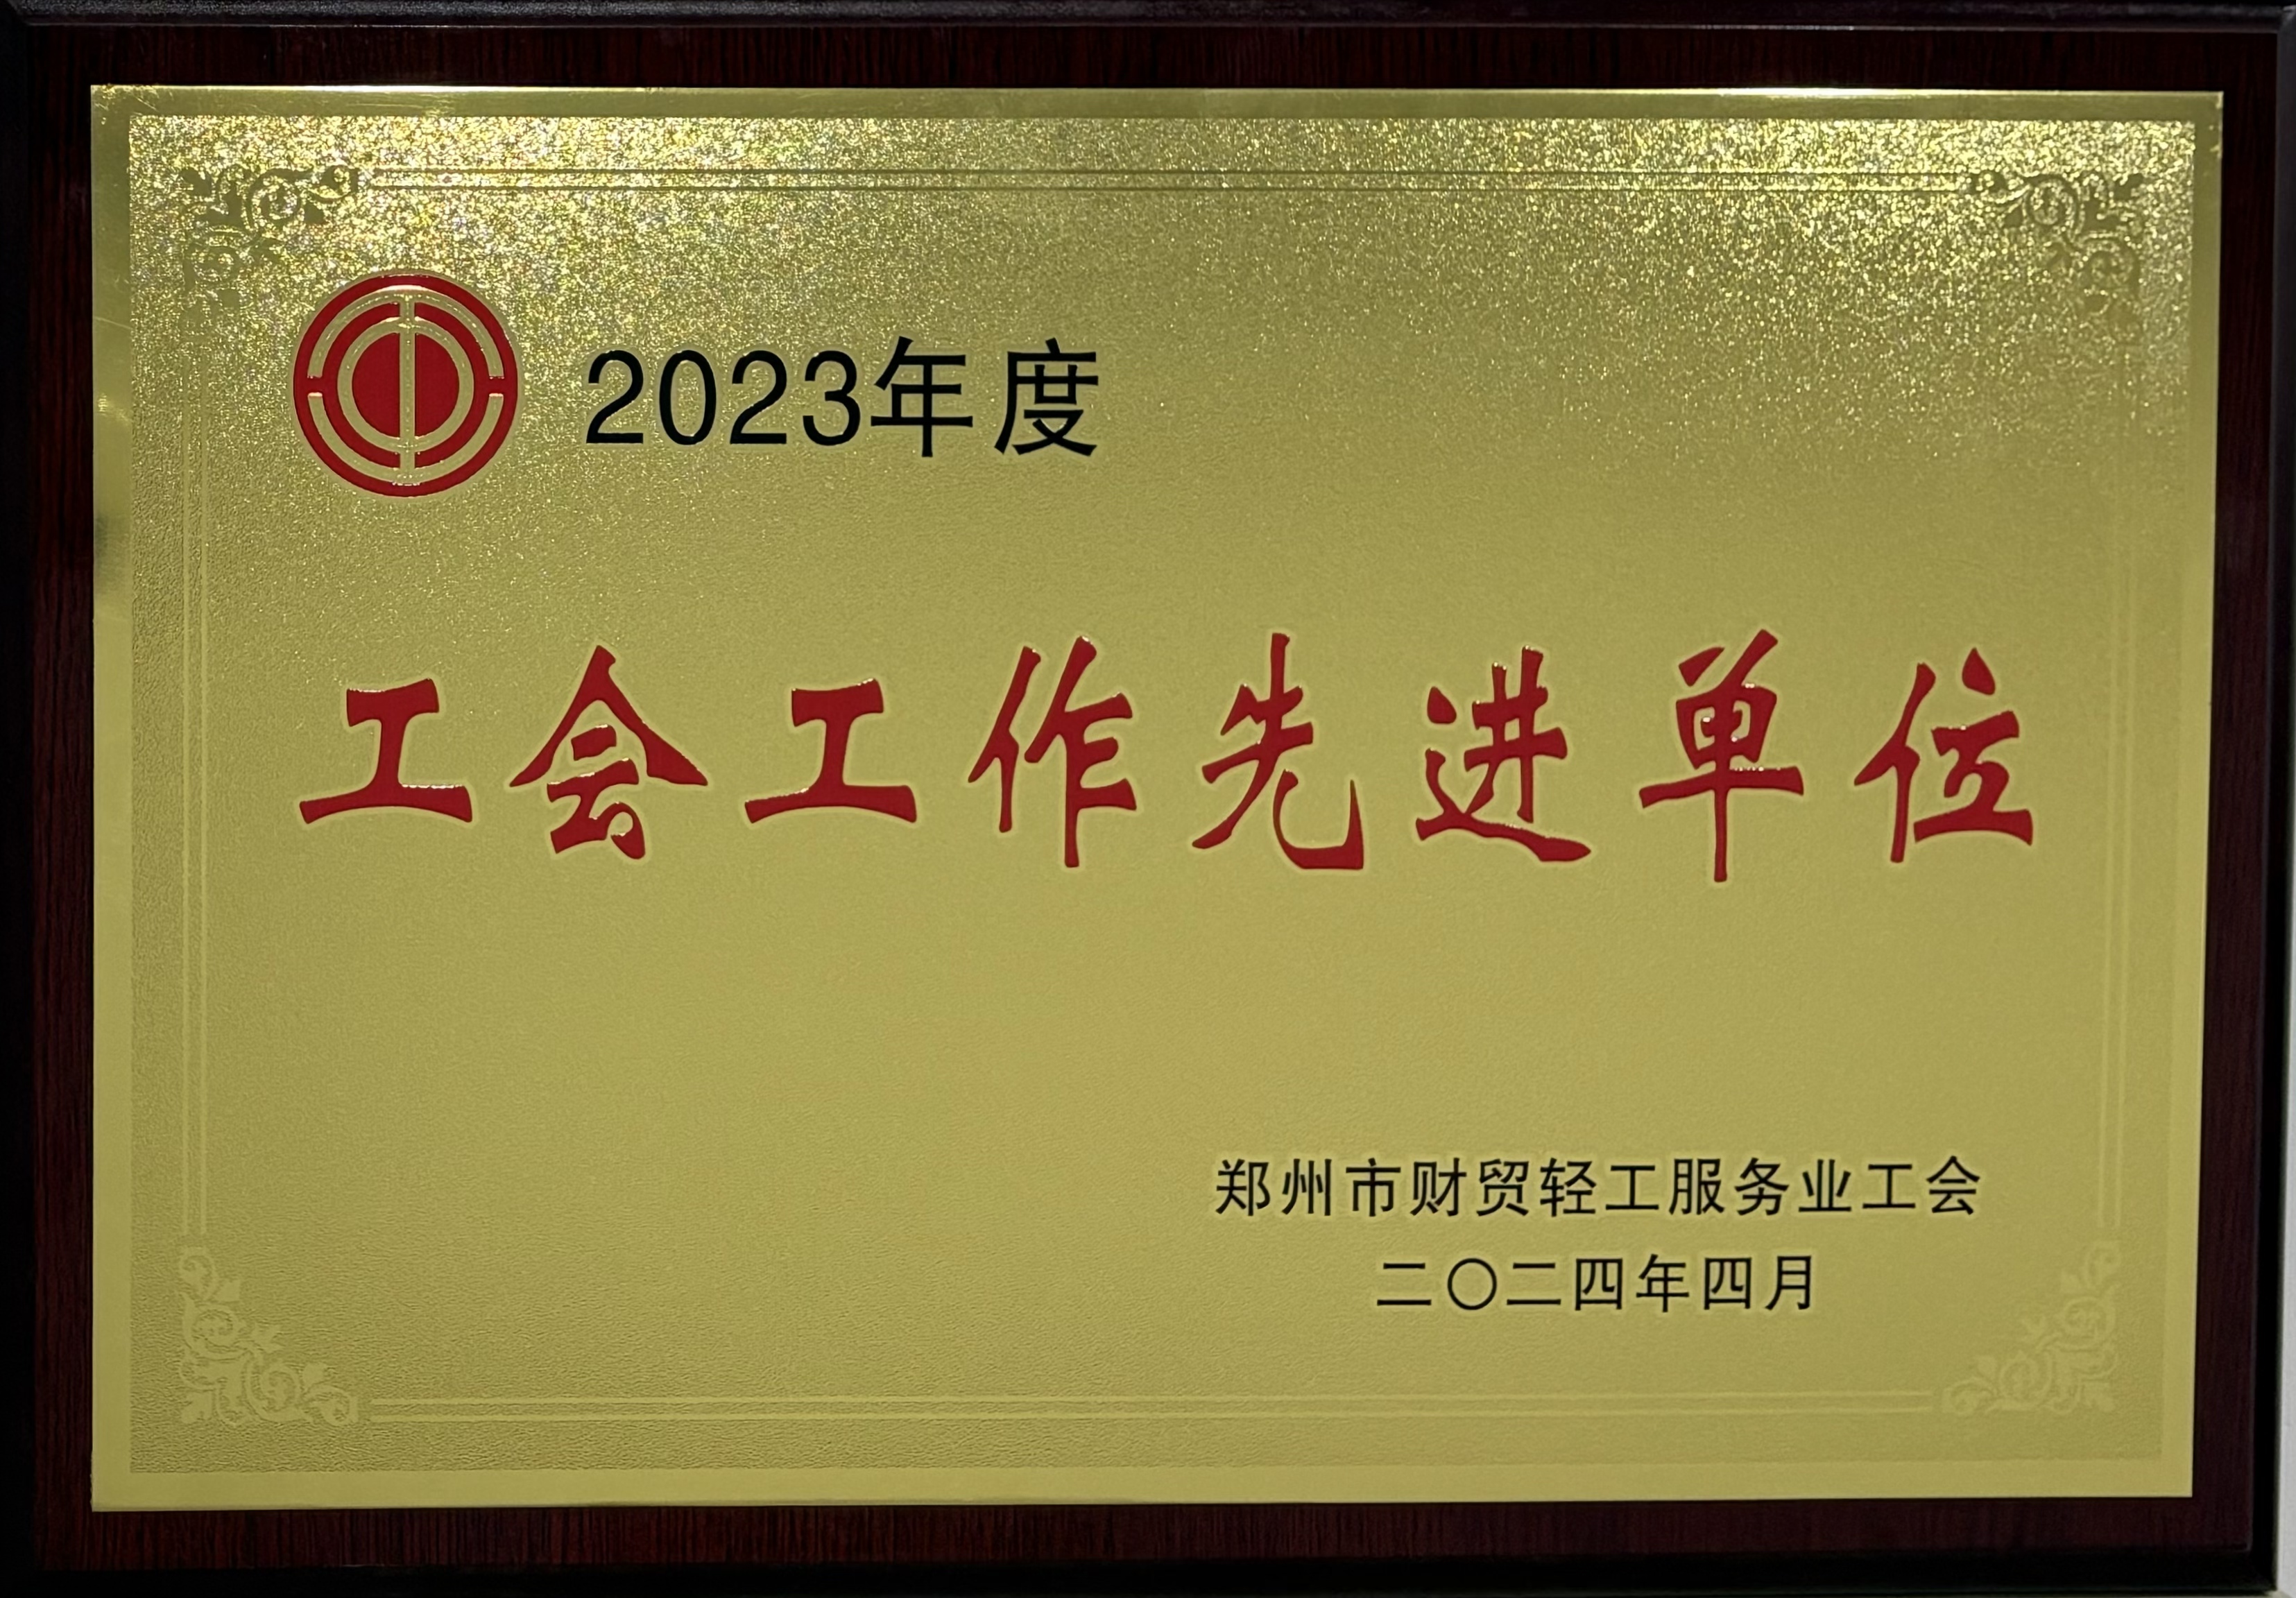 2023年度
工会工作先进单位
郑州市财贸轻工服务业工会
二〇二四年四月